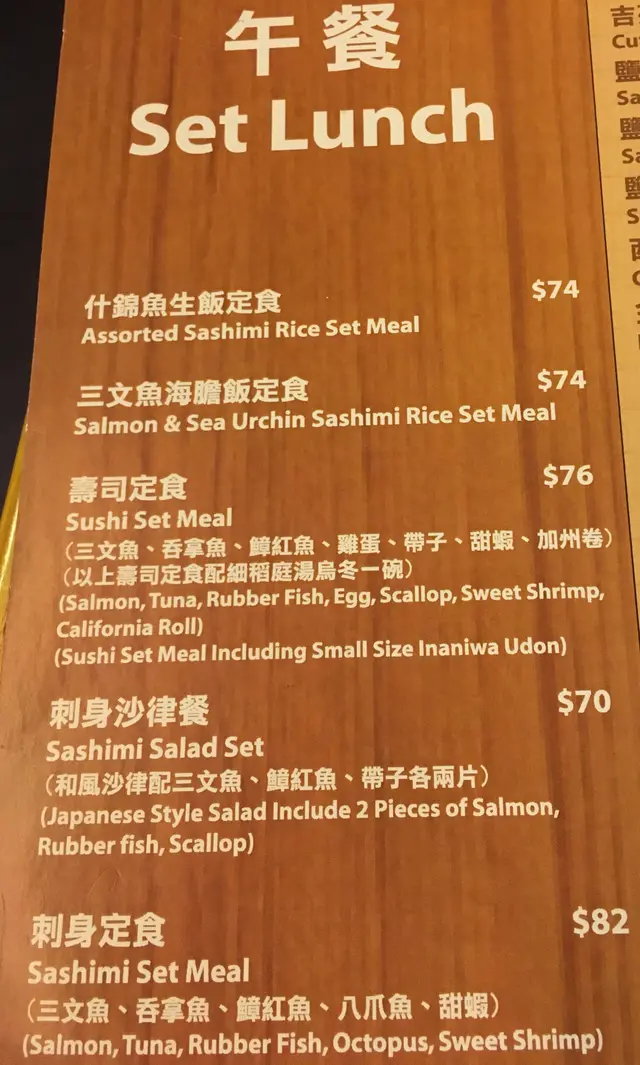 午餐
Set Lunch
什錦魚生飯定食 $74
Assorted Sashimi Rice Set Meal
三文魚海膽飯定食 $74
Salmon & Sea Urchin Sashimi Rice Set Meal
壽司定食 $76
Sushi Set Meal
（三文魚、吞拿魚、鱆紅魚、雞蛋、帶子、甜蝦、加州卷）
（以上壽司定食配細稻庭湯烏冬一碗）
(Salmon, Tuna, Rubber Fish, Egg, Scallop, Sweet Shrimp,
California Roll)
(Sushi Set Meal Including Small Size Inaniwa Udon)
刺身沙律餐 $70
Sashimi Salad Set
（和風沙律配三文魚、鱆紅魚、帶子各兩片）
(Japanese Style Salad Include 2 Pieces of Salmon,
Rubber fish, Scallop)
刺身定食 $82
Sashimi Set Meal
（三文魚、吞拿魚、鱆紅魚、八爪魚、甜蝦）
(Salmon, Tuna, Rubber Fish, Octopus, Sweet Shrimp)
吉
Cu
鹽
Sa
鹽
Sa
鹽
S